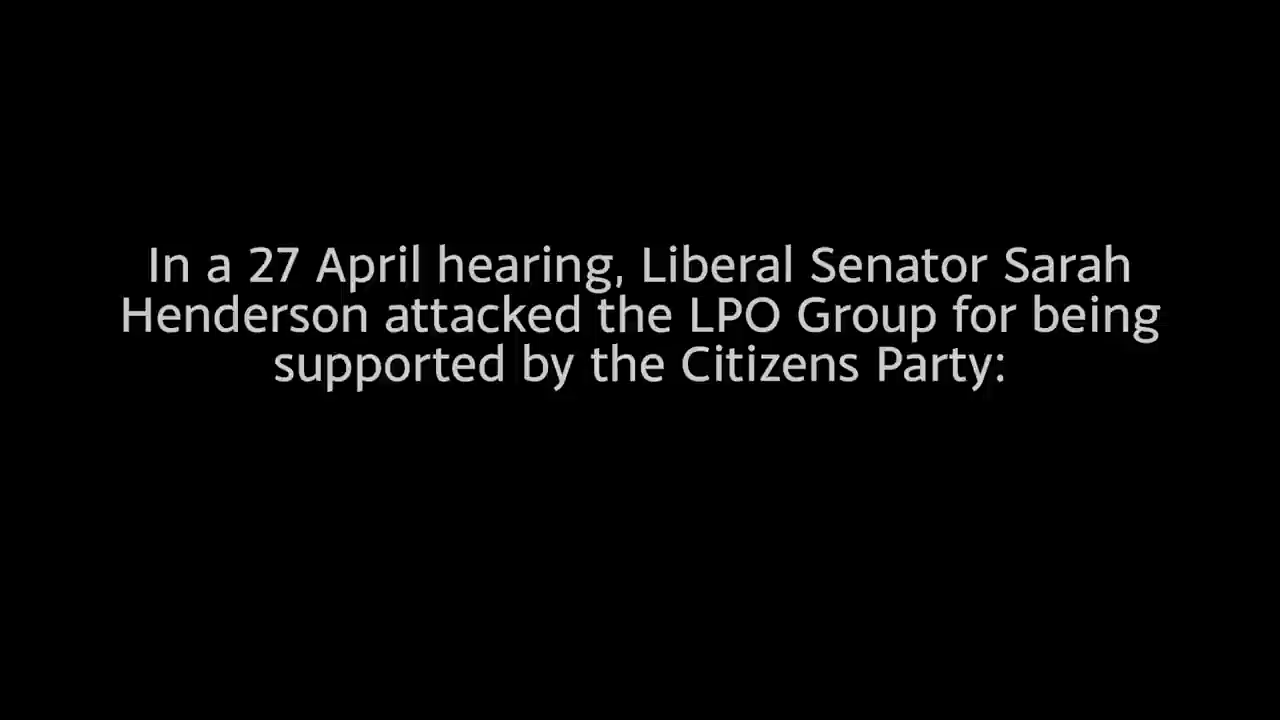 In a 27 April hearing, Liberal Senator Sarah
Henderson attacked the LPO Group for being
supported by the Citizens Party: